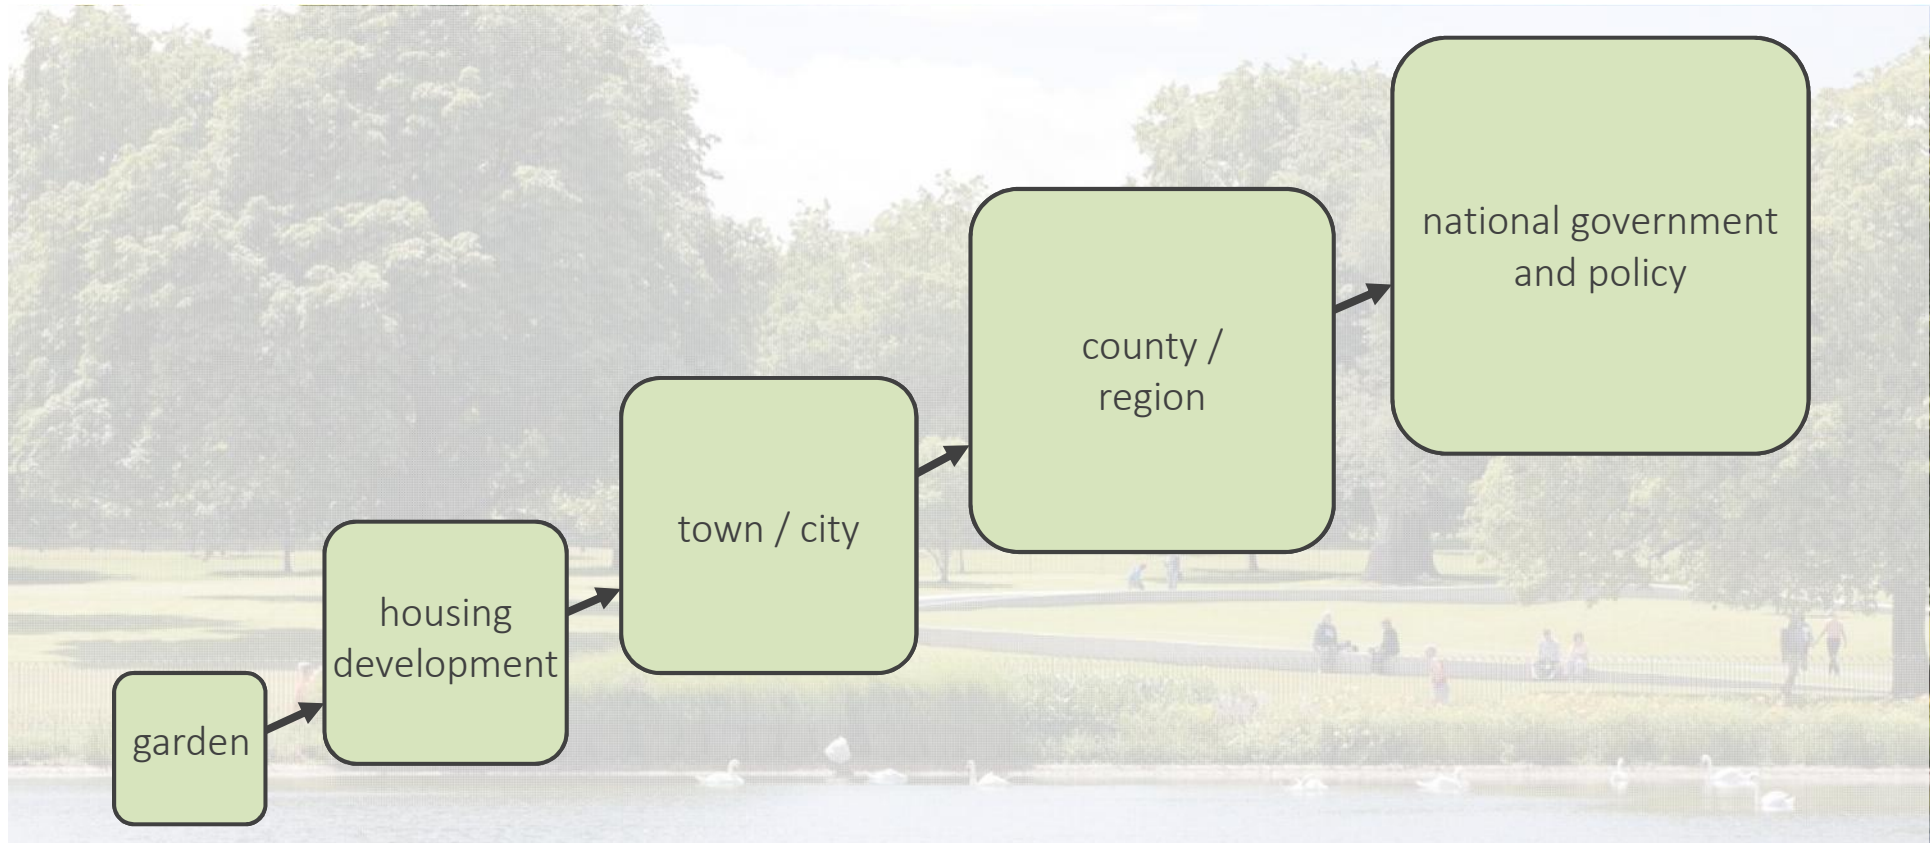 garden
housing
development
town / city
county /
region
national government
and policy